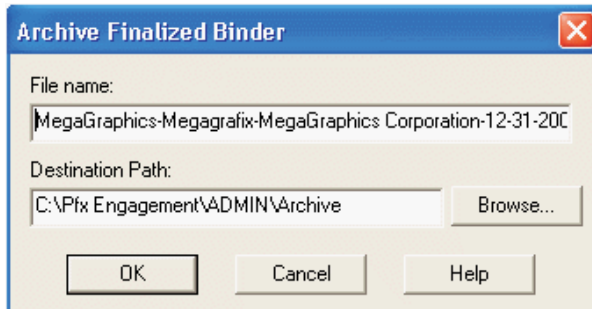 Archive Finalized Binder
File name:
MegaGraphics-Megagrafix-MegaGraphics Corporation-12-31-200
Destination Path:
C:\Pfx Engagement\ADMIN\Archive
Browse...
OK
Cancel
Help